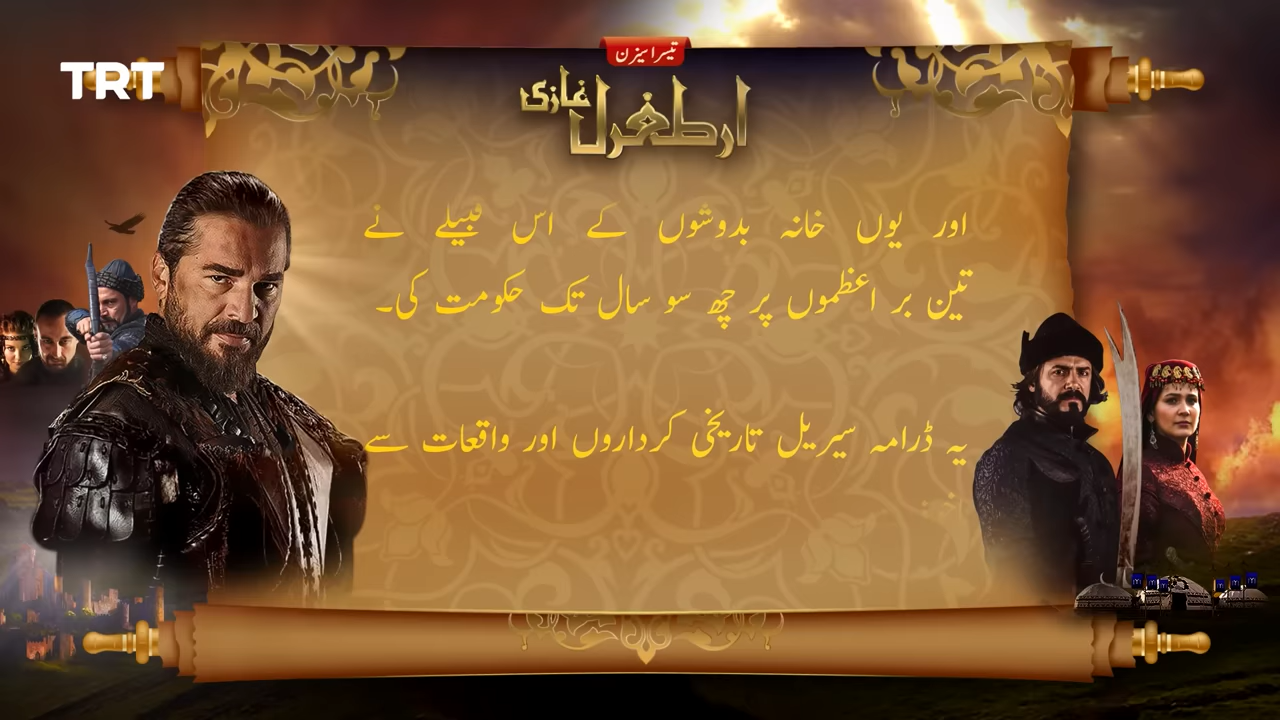 TRT
تیسرا سیزن
ارطغرل غازی
اور یوں خانہ بدوشوں کے اس قبیلے نے
تین بر اعظموں پر چھ سو سال تک حکومت کی۔
یہ ڈرامہ سیریل تاریخی کرداروں اور واقعات سے